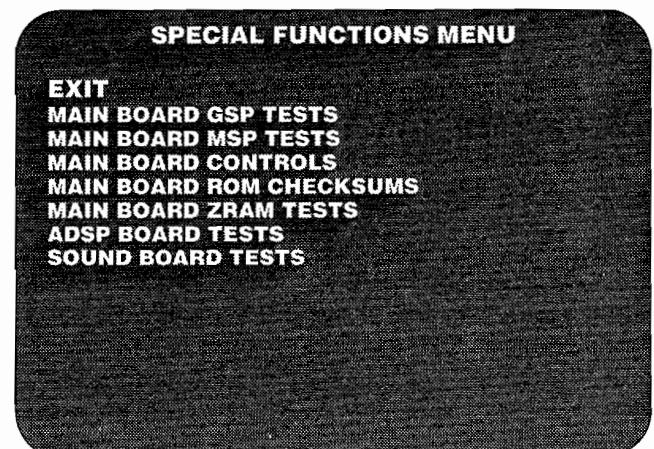 SPECIAL FUNCTIONS MENU
EXIT
MAIN BOARD GSP TESTS
MAIN BOARD MSP TESTS
MAIN BOARD CONTROLS
MAIN BOARD ROM CHECKSUMS
MAIN BOARD ZRAM TESTS
ADSP BOARD TESTS
SOUND BOARD TESTS